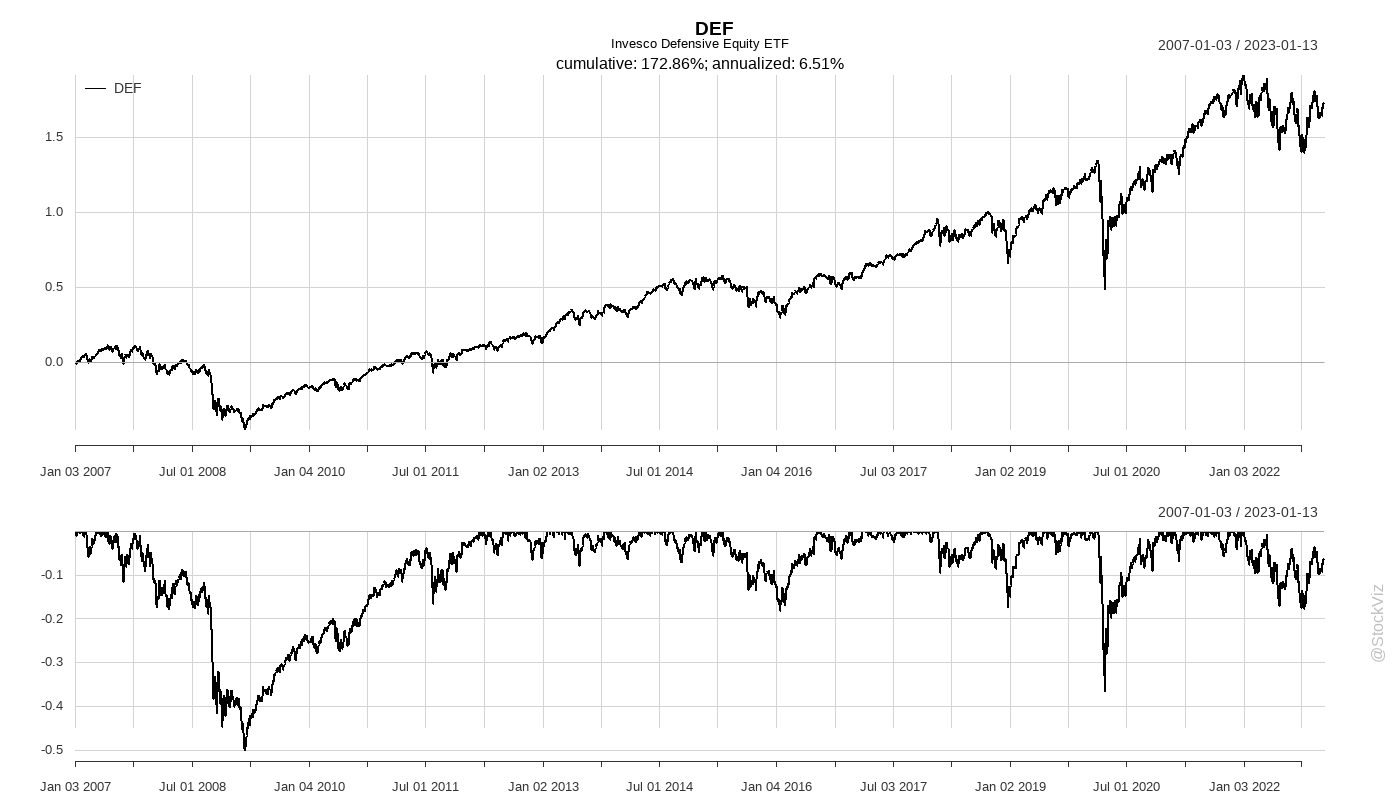 DEF
Invesco Defensive Equity ETF
cumulative: 172.86%; annualized: 6.51%
2007-01-03 / 2023-01-13
DEF
1.5
1.0
0.5
0.0
Jan 03 2007 Jul 01 2008 Jan 04 2010 Jul 01 2011 Jan 02 2013 Jul 01 2014 Jan 04 2016 Jul 03 2017 Jan 02 2019 Jul 01 2020 Jan 03 2022
2007-01-03 / 2023-01-13
-0.1
-0.2
-0.3
-0.4
-0.5
Jan 03 2007 Jul 01 2008 Jan 04 2010 Jul 01 2011 Jan 02 2013 Jul 01 2014 Jan 04 2016 Jul 03 2017 Jan 02 2019 Jul 01 2020 Jan 03 2022
@StockViz